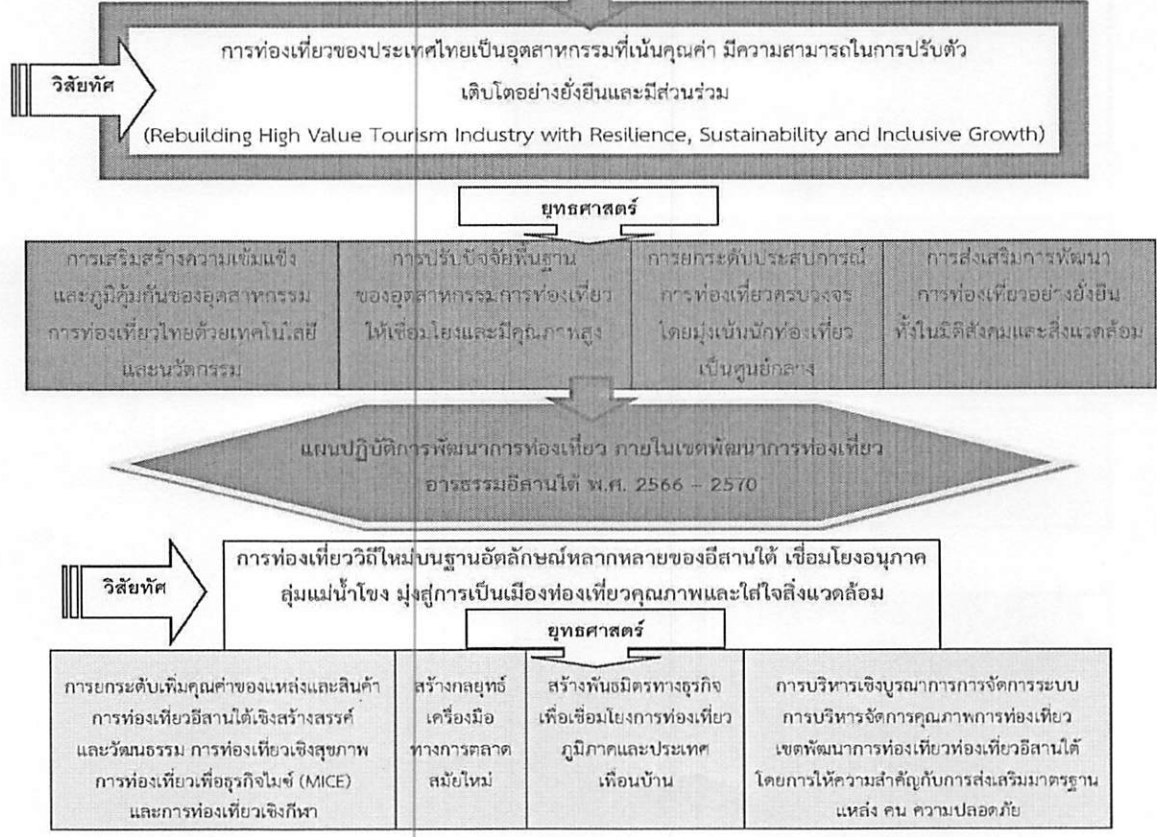 การท่องเที่ยวของประเทศไทยเป็นอุตสาหกรรมที่เน้นคุณค่า มีความสามารถในการปรับตัว
วิสัยทัศ
เติบโตอย่างยั่งยืนและมีส่วนร่วม
(Rebuilding High Value Tourism Industry with Resilience, Sustainability and Inclusive Growth)
ยุทธศาสตร์
การเสริมสร้างความเข้มแข็ง
และภูมิคุ้มกันของอุตสาหกรรม
การท่องเที่ยวไทยด้วยเทคโนโลยี
และนวัตกรรม
การปรับปัจจัยพื้นฐาน
ของอุตสาหกรรมการท่องเที่ยว
ให้เชื่อมโยงและมีคุณภาพสูง
การยกระดับประสบการณ์
การท่องเที่ยวครบวงจร
โดยมุ่งเน้นนักท่องเที่ยว
เป็นศูนย์กลาง
การส่งเสริมการพัฒนา
การท่องเที่ยวอย่างยั่งยืน
ทั้งในมิติสังคมและสิ่งแวดล้อม
แผนปฏิบัติการพัฒนาการท่องเที่ยว ภายในเขตพัฒนาการท่องเที่ยว
อารธรรมอีสานใต้ พ.ศ. 2566 – 2570
การท่องเที่ยววิถีใหม่บนฐานอัตลักษณ์หลากหลายของอีสานใต้ เชื่อมโยงอนุภาค
วิสัยทัศ
ลุ่มแม่น้ำโขง มุ่งสู่การเป็นเมืองท่องเที่ยวคุณภาพและใส่ใจสิ่งแวดล้อม
ยุทธศาสตร์
การยกระดับเพิ่มคุณค่าของแหล่งและสินค้า
การท่องเที่ยวอีสานใต้เชิงสร้างสรรค์
และวัฒนธรรม การท่องเที่ยวเชิงสุขภาพ
การท่องเที่ยวเพื่อธุรกิจไมซ์ (MICE)
และการท่องเที่ยวเชิงกีฬา
สร้างกลยุทธ์
เครื่องมือ
ทางการตลาด
สมัยใหม่
สร้างพันธมิตรทางธุรกิจ
เพื่อเชื่อมโยงการท่องเที่ยว
ภูมิภาคและประเทศ
เพื่อนบ้าน
การบริหารเชิงบูรณาการการจัดการระบบ
การบริหารจัดการคุณภาพการท่องเที่ยว
เขตพัฒนาการท่องเที่ยวท่องเที่ยวอีสานใต้
โดยการให้ความสำคัญกับการส่งเสริมมาตรฐาน
แหล่ง คน ความปลอดภัย